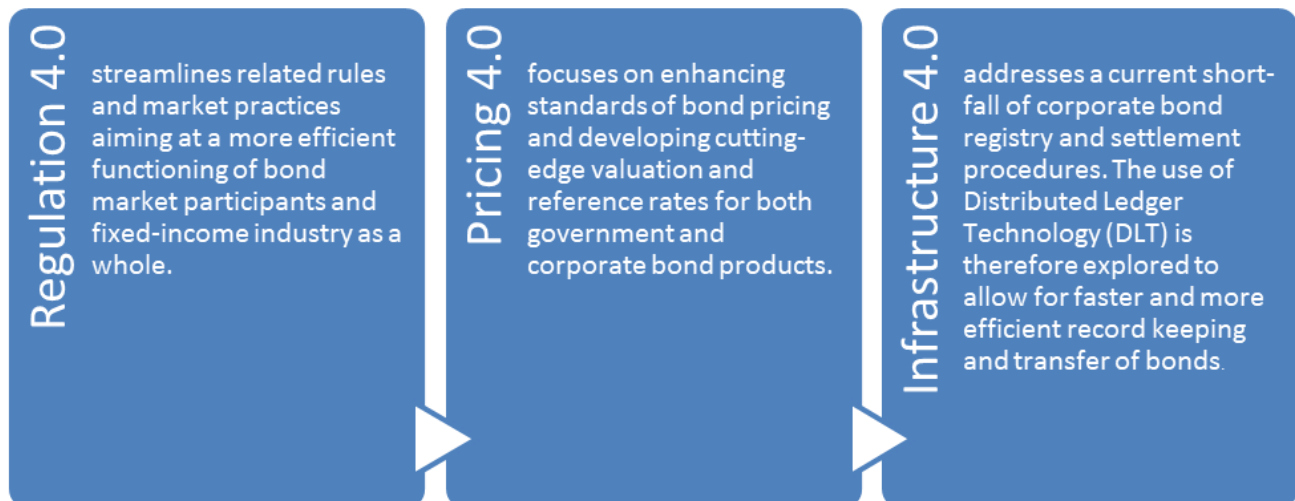 Regulation 4.0
streamlines related rules
and market practices
aiming at a more efficient
functioning of bond
market participants and
fixed-income industry as a
whole.
Pricing 4.0
focuses on enhancing
standards of bond pricing
and developing cutting-
edge valuation and
reference rates for both
government and
corporate bond products.
Infrastructure 4.0
addresses a current short-
fall of corporate bond
registry and settlement
procedures. The use of
Distributed Ledger
Technology (DLT) is
therefore explored to
allow for faster and more
efficient record keeping
and transfer of bonds.